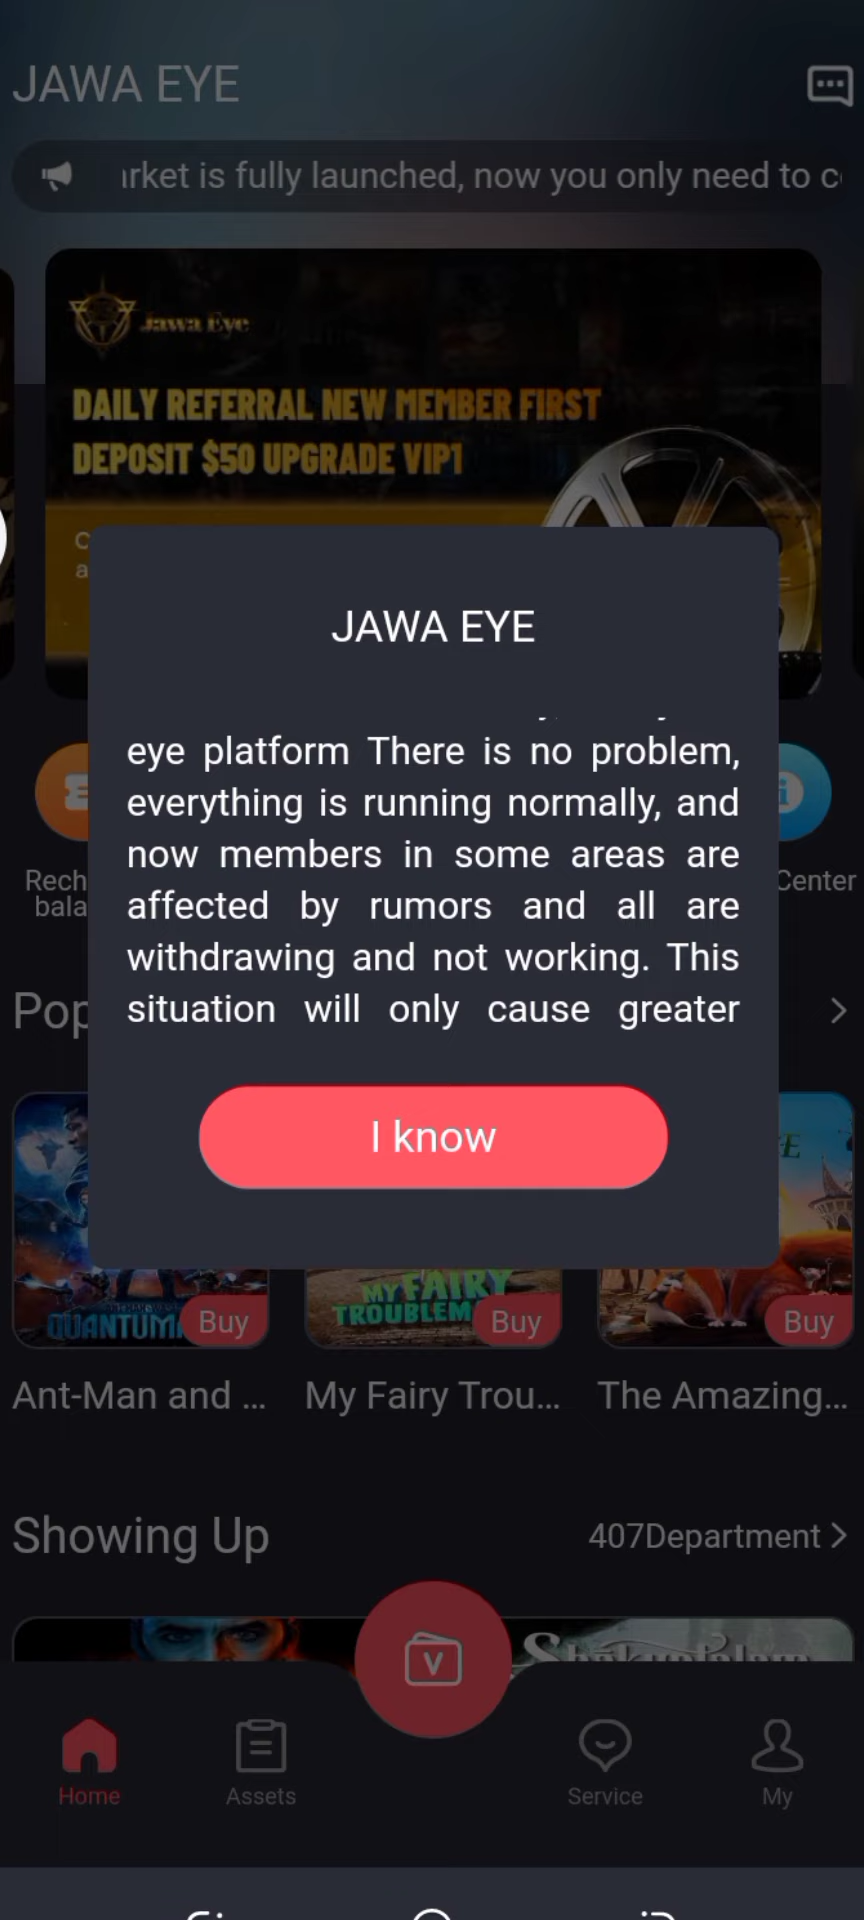 JAWA EYE
arket is fully launched, now you only need to c
Jawa Eye
DAILY REFERRAL NEW MEMBER FIRST
DEPOSIT $50 UPGRADE VIP1
JAWA EYE
eye platform There is no problem,
everything is running normally, and
now members in some areas are
affected by rumors and all are
withdrawing and not working. This
situation will only cause greater
I know
Rech
bala
Center
Pop
QUANTUM
MY FAIRY
TROUBLEM
Buy
Buy
Buy
Ant-Man and ...
My Fairy Trou...
The Amazing...
Showing Up
407Department
Shakuntalam
V
Home
Assets
Service
My